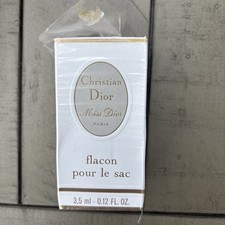 Christian
Dior
Miss Dior
PARIS
flacon
pour le sac
3,5 ml - 0.12 FL. OZ.